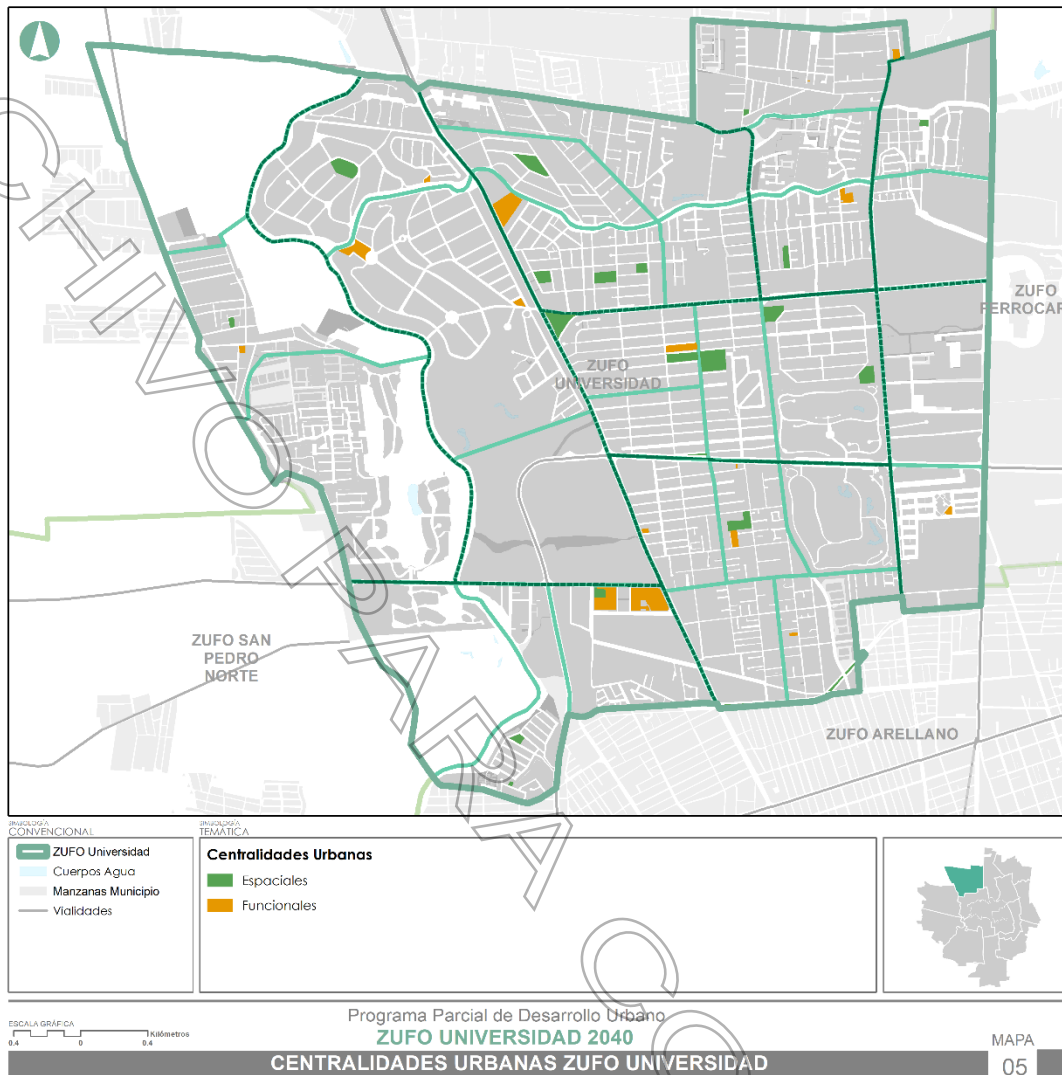 ZUFO
FERROCAR
ZUFO
UNIVERSIDAD
ZUFO SAN
PEDRO
NORTE
ZUFO ARELLANO
SIMBOLOGÍA
CONVENCIONAL
ZUFO Universidad
Cuerpos Agua
Manzanas Municipio
Vialidades
SIMBOLOGÍA
TEMÁTICA
Centralidades Urbanas
Espaciales
Funcionales
ESCALA GRÁFICA
Kilómetros
0.4 0 0.4
Programa Parcial de Desarrollo Urbano
ZUFO UNIVERSIDAD 2040
CENTRALIDADES URBANAS ZUFO UNIVERSIDAD
MAPA
05
CHIVO PARA CO